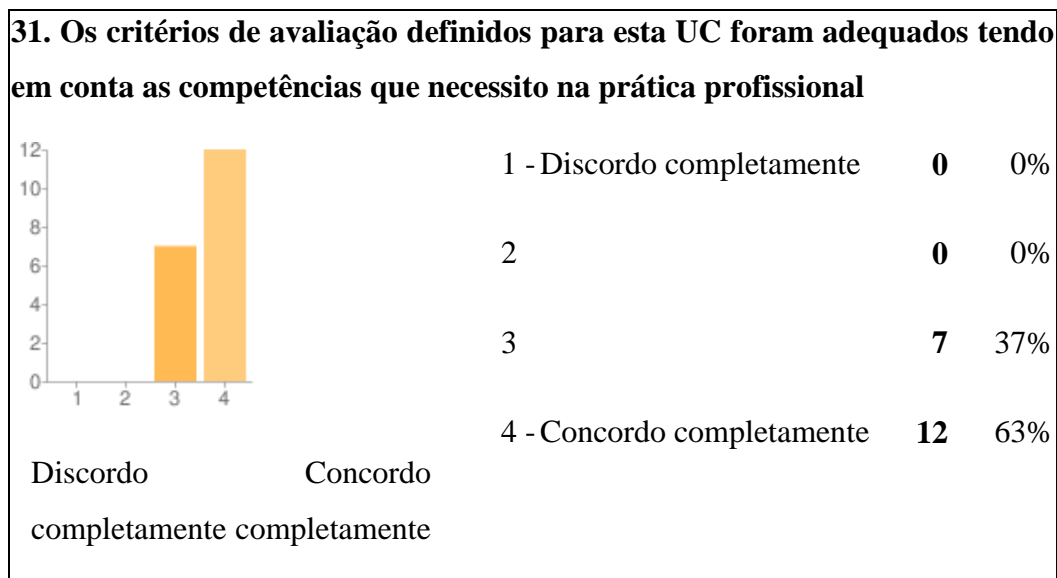 31. Os critérios de avaliação definidos para esta UC foram adequados tendo
em conta as competências que necessito na prática profissional
12
10
8
6
4
2
0
1 2 3 4
Discordo Concordo
completamente completamente
1 - Discordo completamente 0 0%
2 0 0%
3 7 37%
4 - Concordo completamente 12 63%